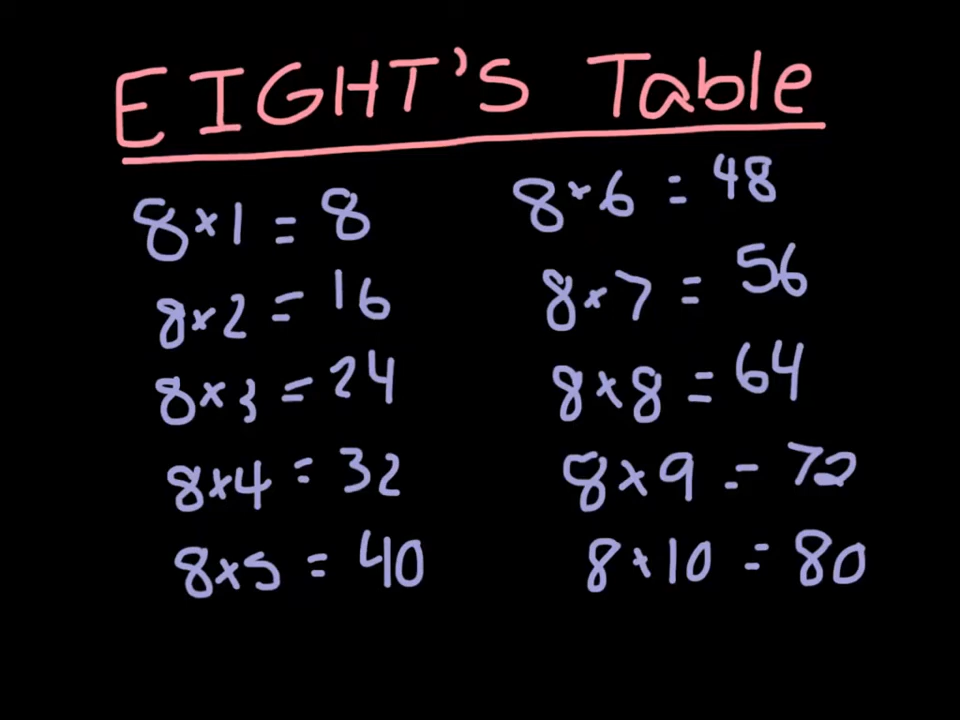 EIGHT'S Table
8 × 1 = 8
8 × 2 = 16
8 × 3 = 24
8 × 4 = 32
8 × 5 = 40
8 × 6 = 48
8 × 7 = 56
8 × 8 = 64
8 × 9 = 72
8 × 10 = 80